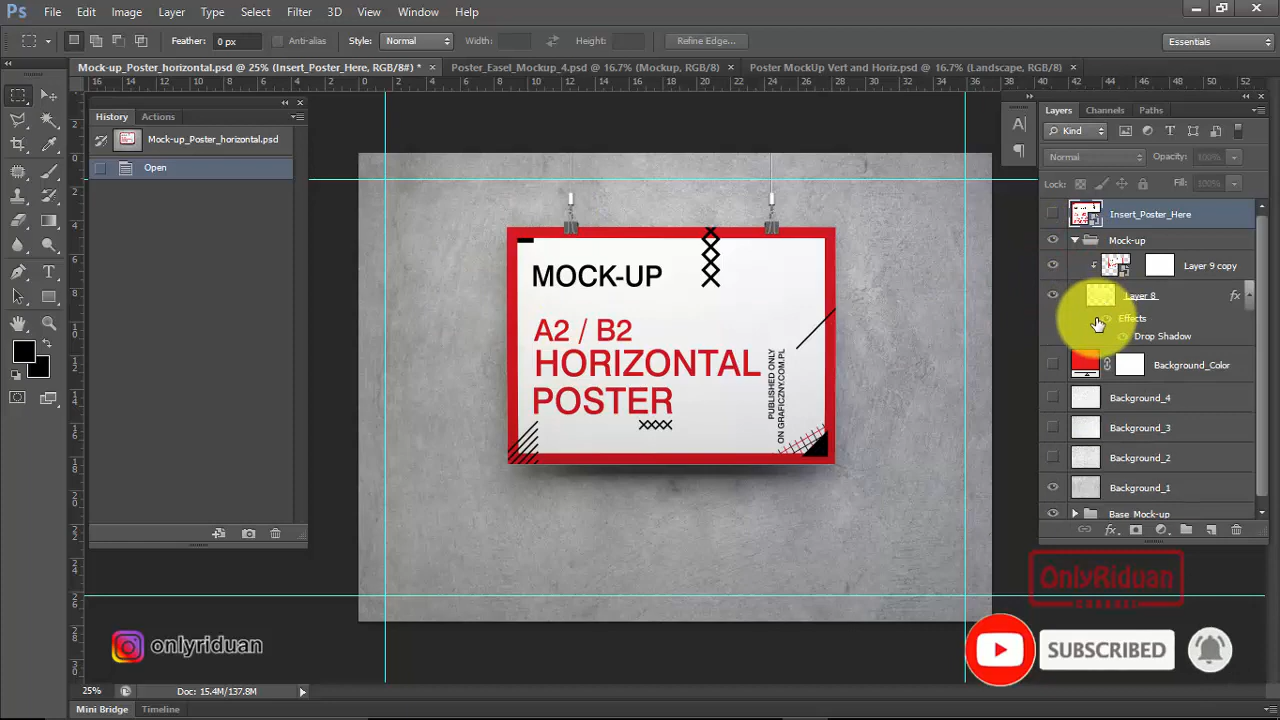 Ps File Edit Image Layer Type Select Filter 3D View Window Help
Feather: 0 px Anti-alias Style: Normal Width: Height: Refine Edge... Essentials
Mock-up_Poster_horizontal.psd @ 25% (Insert_Poster_Here, RGB/8#) * × Poster_Easel_Mockup_4.psd @ 16.7% (Mockup, RGB/8) × Poster MockUp Vert and Horiz.psd @ 16.7% (Landscape, RGB/8) ×
History Actions
Mock-up_Poster_horizontal.psd
Open
MOCK-UP
A2 / B2
HORIZONTAL
POSTER
PUBLISHED ONLY
ON GRAFICZNY.COM.PL
Layers Channels Paths
Kind
Normal Opacity: 100%
Lock: Fill: 100%
Insert_Poster_Here
Mock-up
Layer 9 copy
Layer 8 fx
Effects
Drop Shadow
Background_Color
Background_4
Background_3
Background_2
Background_1
Base_Mock-up
OnlyRiduan
CHANNEL
onlyriduan
SUBSCRIBED
25% Doc: 15.4M/137.8M
Mini Bridge Timeline